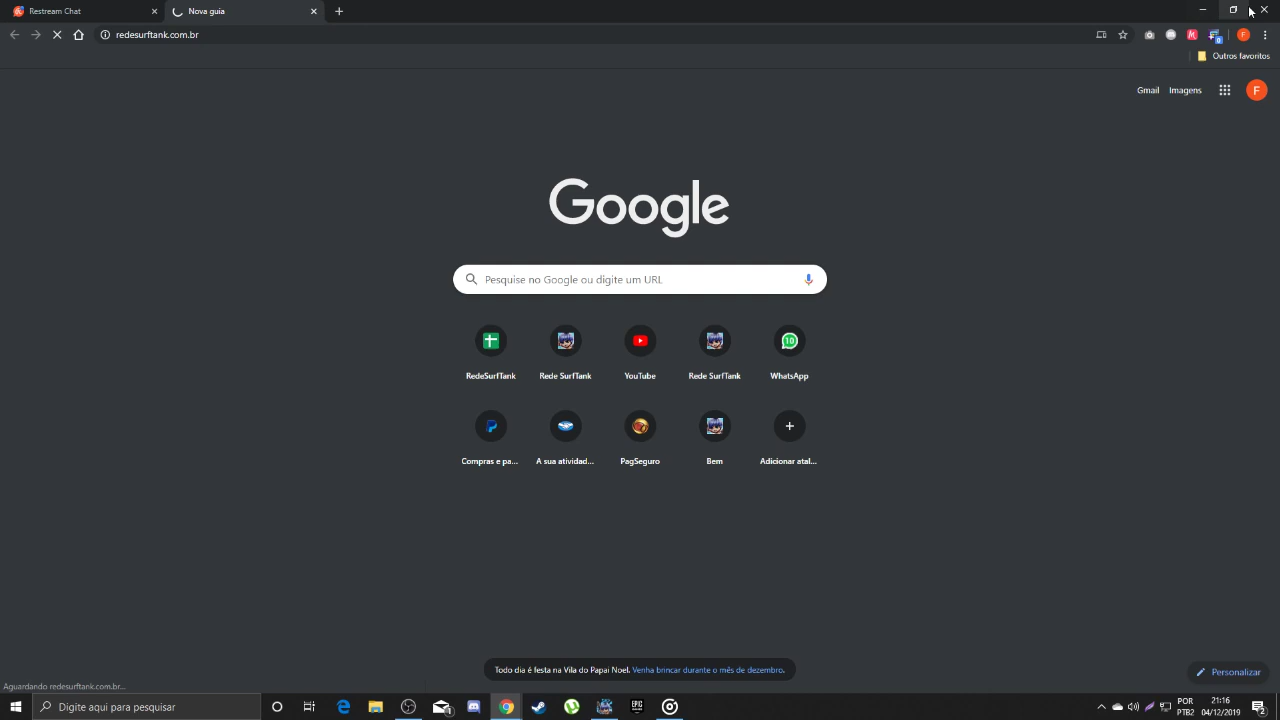 Restream Chat
Nova guia
redesurftank.com.br
Outros favoritos
Gmail Imagens
F
Google
Pesquise no Google ou digite um URL
RedeSurfTank Rede SurfTank YouTube Rede SurfTank WhatsApp
Compras e pa... A sua atividad... PagSeguro Bem Adicionar atal...
Todo dia é festa na Vila do Papai Noel. Venha brincar durante o mês de dezembro.
Personalizar
Aguardando redesurftank.com.br...
Digite aqui para pesquisar
POR 21:16
PTB2 04/12/2019